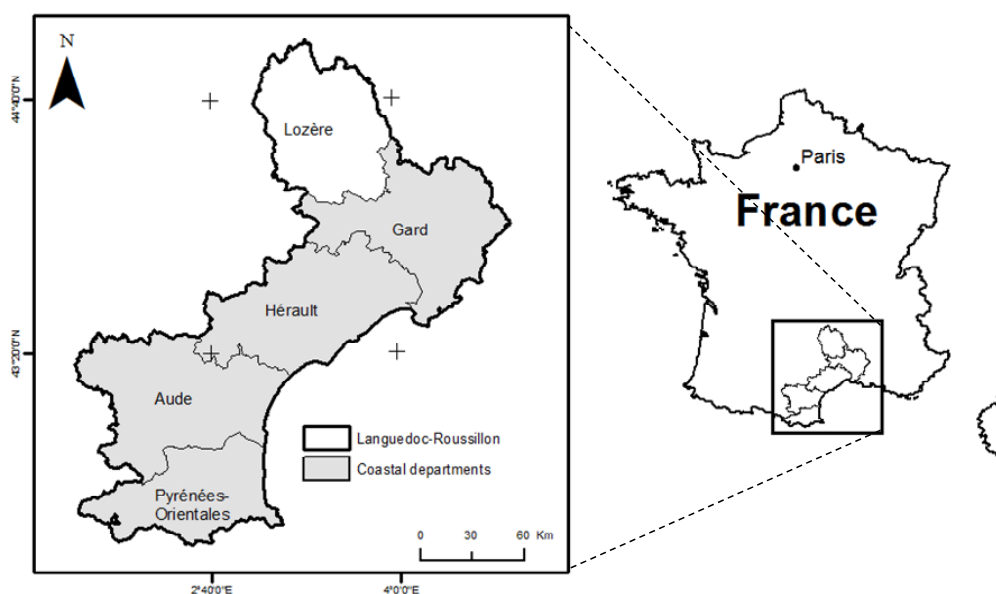 N
44°40'0"N
Lozère
Gard
Hérault
43°20'0"N
Aude
Languedoc-Roussillon
Coastal departments
Pyrénées-
Orientales
0 30 60 Km
2°40'0"E
4°0'0"E
Paris
France